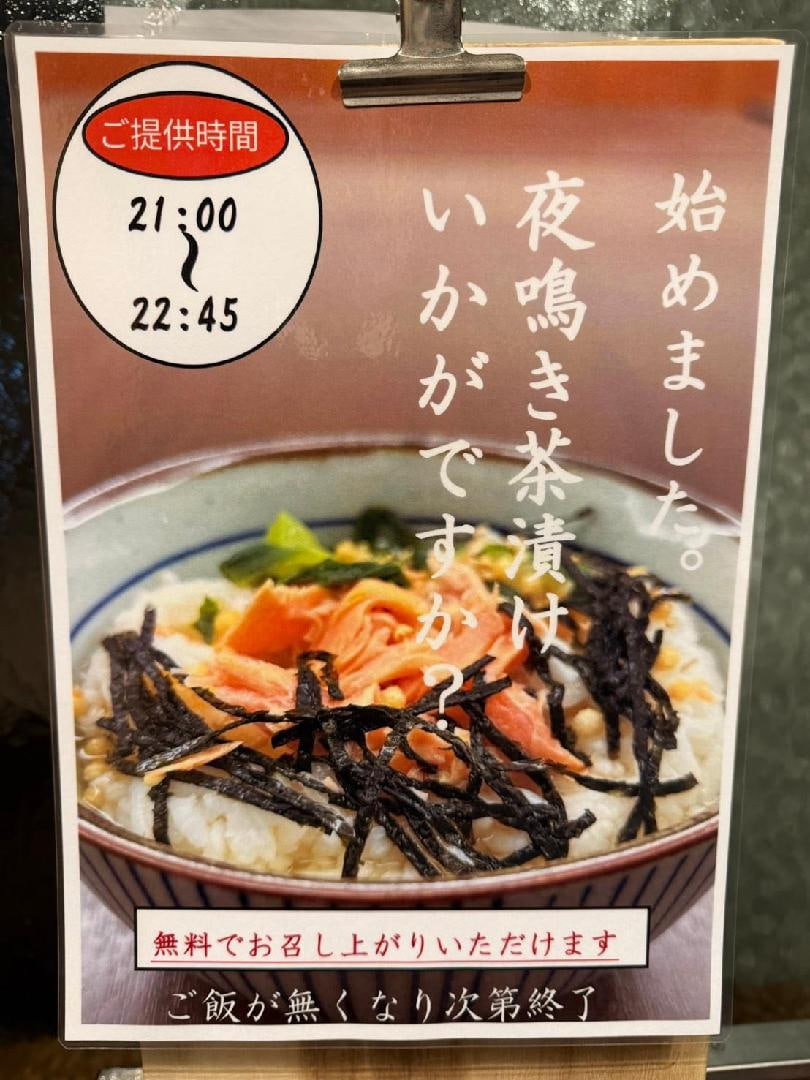 ご提供時間
21:00
〜
22:45
始めました。
夜鳴き茶漬け
いかがですか?
無料でお召し上がりいただけます
ご飯が無くなり次第終了